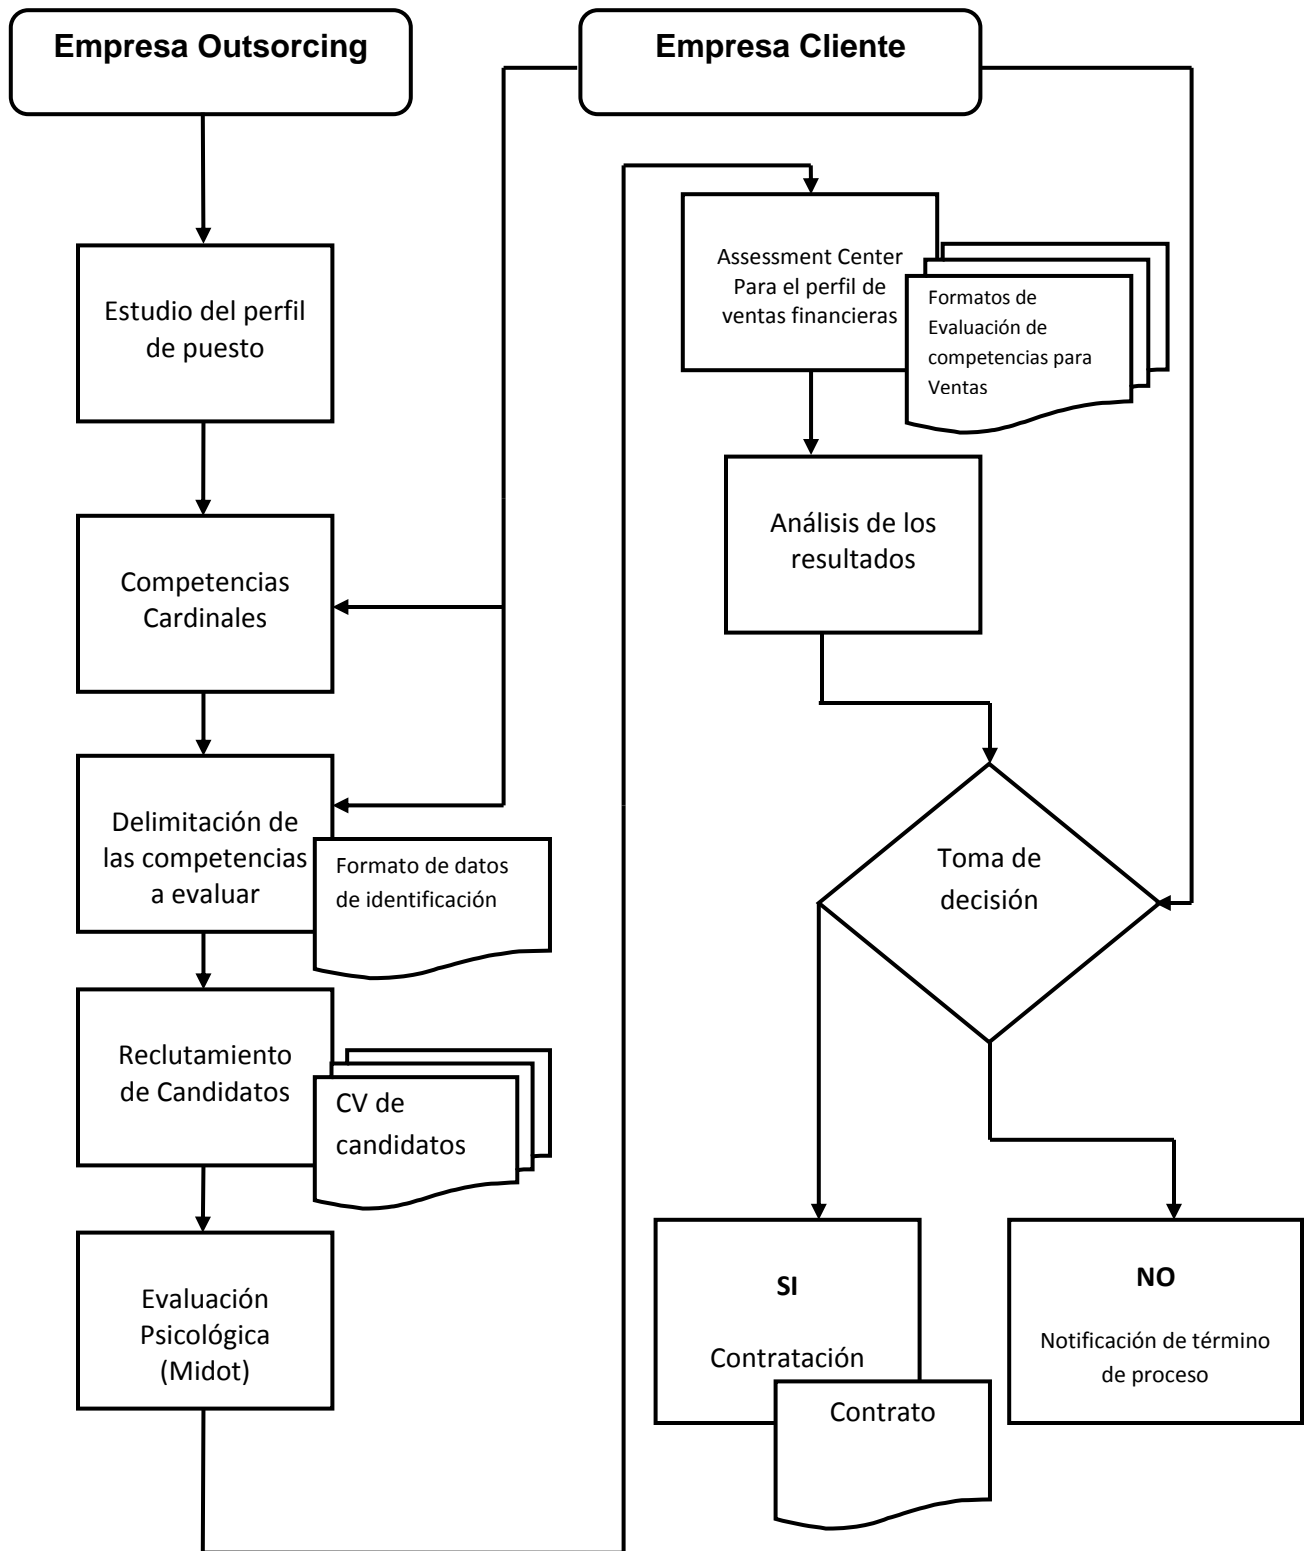 Empresa Outsorcing
Empresa Cliente
Estudio del perfil
de puesto
Competencias
Cardinales
Delimitación de
las competencias
a evaluar
Formato de datos
de identificación
Reclutamiento
de Candidatos
CV de
candidatos
Evaluación
Psicológica
(Midot)
Assessment Center
Para el perfil de
ventas financieras
Formatos de
Evaluación de
competencias para
Ventas
Análisis de los
resultados
Toma de
decisión
SI
Contratación
Contrato
NO
Notificación de término
de proceso